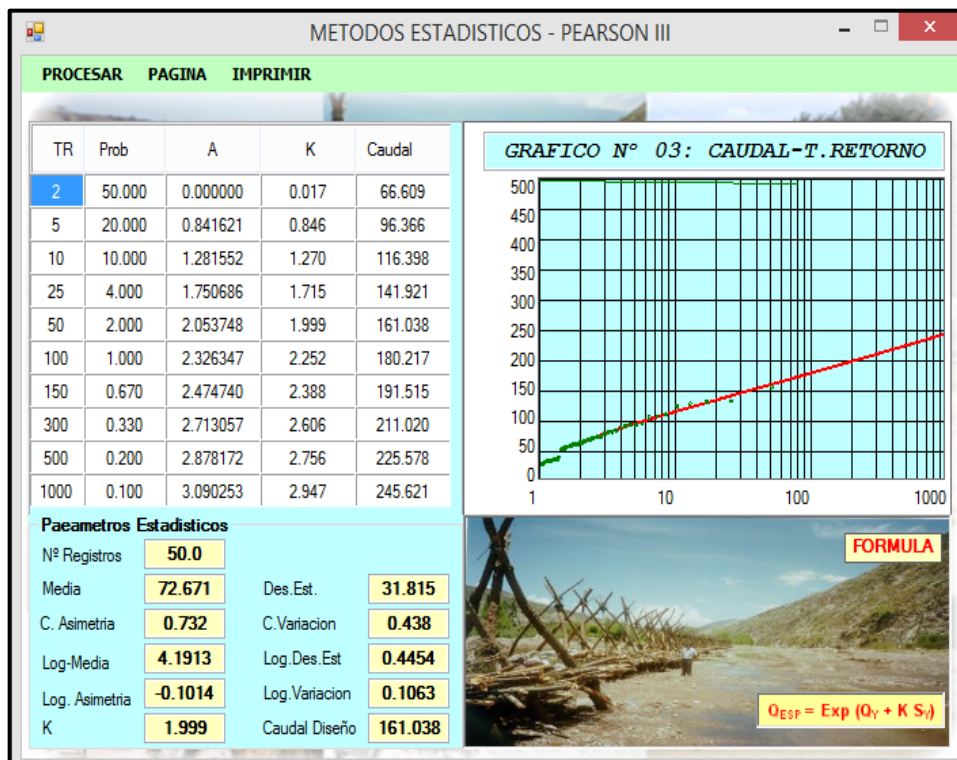 METODOS ESTADISTICOS - PEARSON III
PROCESAR PAGINA IMPRIMIR
TR Prob A K Caudal
2 50.000 0.000000 0.017 66.609
5 20.000 0.841621 0.846 96.366
10 10.000 1.281552 1.270 116.398
25 4.000 1.750686 1.715 141.921
50 2.000 2.053748 1.999 161.038
100 1.000 2.326347 2.252 180.217
150 0.670 2.474740 2.388 191.515
300 0.330 2.713057 2.606 211.020
500 0.200 2.878172 2.756 225.578
1000 0.100 3.090253 2.947 245.621
GRAFICO Nº 03: CAUDAL-T.RETORNO
500
450
400
350
300
250
200
150
100
50
0
1 10 100 1000
Paeametros Estadisticos
Nº Registros 50.0
Media 72.671 Des.Est. 31.815
C. Asimetria 0.732 C.Variacion 0.438
Log-Media 4.1913 Log.Des.Est 0.4454
Log. Asimetria -0.1014 Log.Variacion 0.1063
K 1.999 Caudal Diseño 161.038
FORMULA
QESP = Exp (QY + K SY)